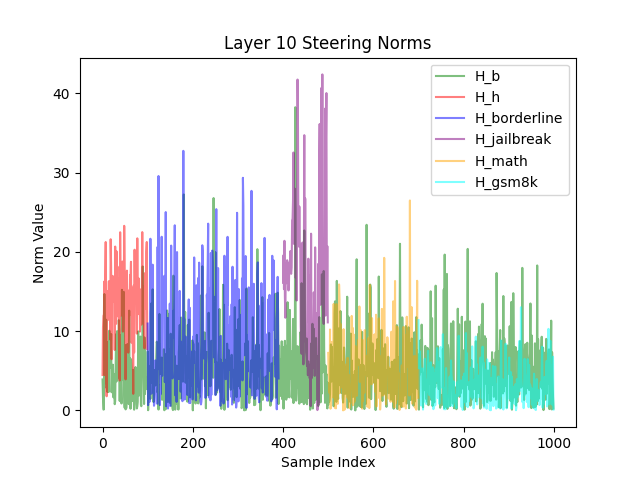 Layer 10 Steering Norms
Norm Value
40
30
20
10
0
0
200
400
600
800
1000
Sample Index
H_b
H_h
H_borderline
H_jailbreak
H_math
H_gsm8k